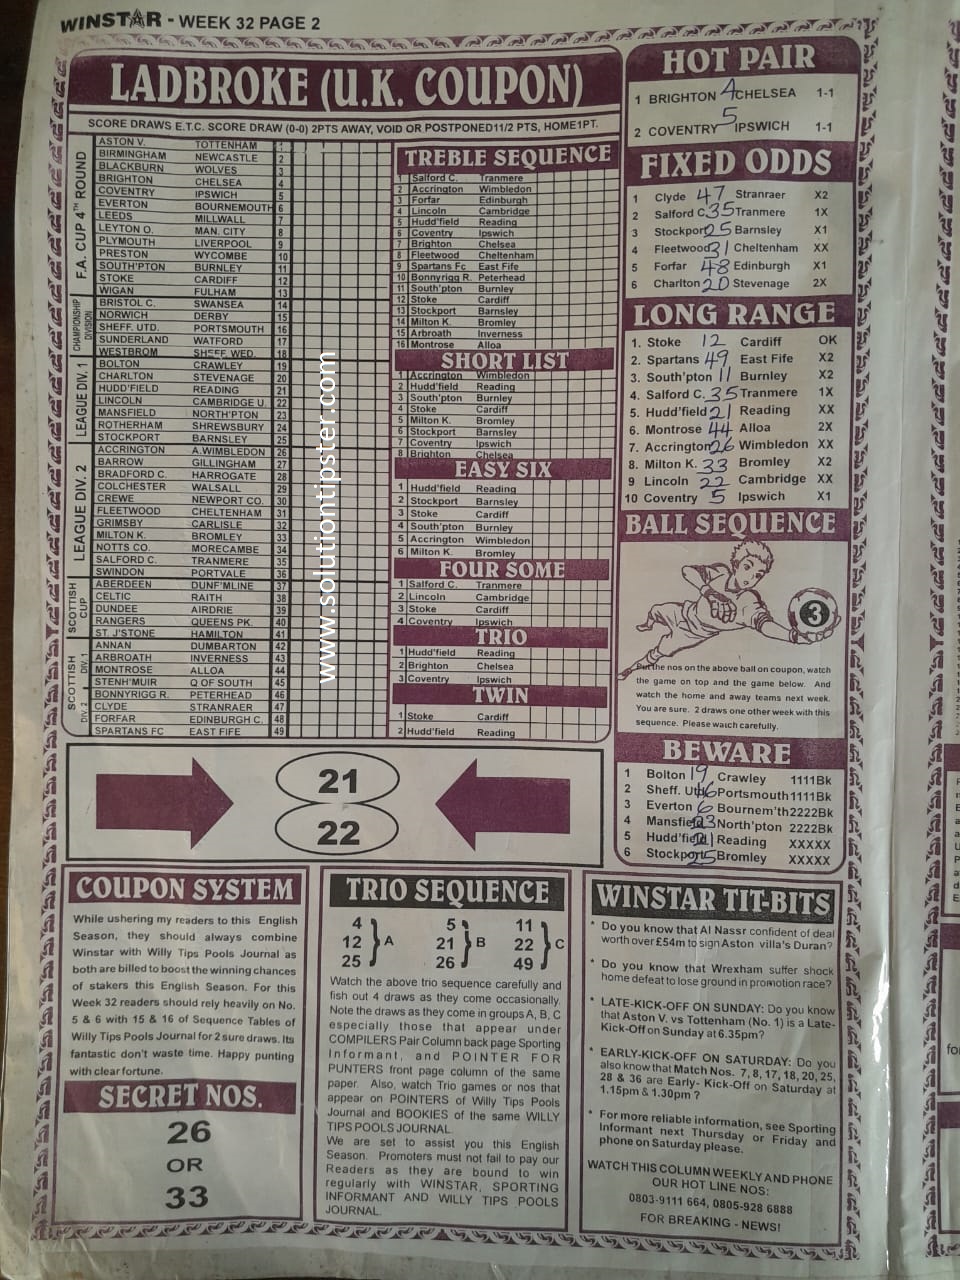 WINSTAR - WEEK 32 PAGE 2
LADBROKE (U.K. COUPON)
SCORE DRAWS E.T.C. SCORE DRAW (0-0) 2PTS AWAY, VOID OR POSTPONED11/2 PTS, HOME1PT.
F.A. CUP 4TH ROUND
ASTON V. TOTTENHAM 1
BIRMINGHAM NEWCASTLE 2
BLACKBURN WOLVES 3
BRIGHTON CHELSEA 4
COVENTRY IPSWICH 5
EVERTON BOURNEMOUTH 6
LEEDS MILLWALL 7
LEYTON O. MAN. CITY 8
PLYMOUTH LIVERPOOL 9
PRESTON WYCOMBE 10
SOUTH'PTON BURNLEY 11
STOKE CARDIFF 12
WIGAN FULHAM 13
CHAMPIONSHIP DIVISION
BRISTOL C. SWANSEA 14
NORWICH DERBY 15
SHEFF. UTD. PORTSMOUTH 16
SUNDERLAND WATFORD 17
WESTBROM SHEFF. WED. 18
LEAGUE DIV. 1
BOLTON CRAWLEY 19
CHARLTON STEVENAGE 20
HUDD'FIELD READING 21
LINCOLN CAMBRIDGE U. 22
MANSFIELD NORTH'PTON 23
ROTHERHAM SHREWSBURY 24
STOCKPORT BARNSLEY 25
LEAGUE DIV. 2
ACCRINGTON A.WIMBLEDON 26
BARROW GILLINGHAM 27
BRADFORD C. HARROGATE 28
COLCHESTER WALSALL 29
CREWE NEWPORT CO. 30
FLEETWOOD CHELTENHAM 31
GRIMSBY CARLISLE 32
MILTON K. BROMLEY 33
NOTTS CO. MORECAMBE 34
SALFORD C. TRANMERE 35
SWINDON PORTVALE 36
SCOTTISH CUP
ABERDEEN DUNF'MLINE 37
CELTIC RAITH 38
DUNDEE AIRDRIE 39
RANGERS QUEENS PK. 40
ST. J'STONE HAMILTON 41
SCOTTISH DIV. 1
ANNAN DUMBARTON 42
ARBROATH INVERNESS 43
MONTROSE ALLOA 44
STENH'MUIR Q OF SOUTH 45
DIV. 2
BONNYRIGG R. PETERHEAD 46
CLYDE STRANRAER 47
FORFAR EDINBURGH C. 48
SPARTANS FC EAST FIFE 49
www.solutiontipster.com
TREBLE SEQUENCE
1 Salford C. Tranmere
2 Accrington Wimbledon
3 Forfar Edinburgh
4 Lincoln Cambridge
5 Hudd'field Reading
6 Coventry Ipswich
7 Brighton Chelsea
8 Fleetwood Cheltenham
9 Spartans Fc East Fife
10 Bonnyrigg R. Peterhead
11 South'pton Burnley
12 Stoke Cardiff
13 Stockport Barnsley
14 Milton K. Bromley
15 Arbroath Inverness
16 Montrose Alloa
SHORT LIST
1 Accrington Wimbledon
2 Hudd'field Reading
3 South'pton Burnley
4 Stoke Cardiff
5 Milton K. Bromley
6 Stockport Barnsley
7 Coventry Ipswich
8 Brighton Chelsea
EASY SIX
1 Hudd'field Reading
2 Stockport Barnsley
3 Stoke Cardiff
4 South'pton Burnley
5 Accrington Wimbledon
6 Milton K. Bromley
FOUR SOME
1 Salford C. Tranmere
2 Lincoln Cambridge
3 Stoke Cardiff
4 Coventry Ipswich
TRIO
1 Hudd'field Reading
2 Brighton Chelsea
3 Coventry Ipswich
TWIN
1 Stoke Cardiff
2 Hudd'field Reading
HOT PAIR
1 BRIGHTON 4 CHELSEA 1-1
2 COVENTRY 5 IPSWICH 1-1
FIXED ODDS
1 Clyde 47 Stranraer X2
2 Salford C. 35 Tranmere 1X
3 Stockport 25 Barnsley X1
4 Fleetwood 31 Cheltenham XX
5 Forfar 48 Edinburgh X1
6 Charlton 20 Stevenage 2X
LONG RANGE
1. Stoke 12 Cardiff OK
2. Spartans 49 East Fife X2
3. South'pton 11 Burnley X2
4. Salford C. 35 Tranmere 1X
5. Hudd'field 21 Reading XX
6. Montrose 44 Alloa 2X
7. Accrington 26 Wimbledon XX
8. Milton K. 33 Bromley X2
9 Lincoln 22 Cambridge XX
10 Coventry 5 Ipswich X1
BALL SEQUENCE
3
Put the nos on the above ball on coupon, watch
the game on top and the game below. And
watch the home and away teams next week.
You are sure. 2 draws one other week with this
sequence. Please watch carefully.
BEWARE
1 Bolton 19 Crawley 1111Bk
2 Sheff. Ut 16 Portsmouth 1111Bk
3 Everton 6 Bournem'th 2222Bk
4 Mansfield 23 North'pton 2222Bk
5 Hudd'field 21 Reading XXXXX
6 Stockport 25 Bromley XXXXX
21
22
COUPON SYSTEM
While ushering my readers to this English
Season, they should always combine
Winstar with Willy Tips Pools Journal as
both are billed to boost the winning chances
of stakers this English Season. For this
Week 32 readers should rely heavily on No.
5 & 6 with 15 & 16 of Sequence Tables of
Willy Tips Pools Journal for 2 sure draws. Its
fantastic don't waste time. Happy punting
with clear fortune.
SECRET NOS.
26
OR
33
TRIO SEQUENCE
4 5 11
12 A 21 B 22 C
25 26 49
Watch the above trio sequence carefully and
fish out 4 draws as they come occasionally.
Note the draws as they come in groups A, B, C
especially those that appear under
COMPILERS Pair Column back page Sporting
Informant, and POINTER FOR
PUNTERS front page column of the same
paper. Also, watch Trio games or nos that
appear on POINTERS of Willy Tips Pools
Journal and BOOKIES of the same WILLY
TIPS POOLS JOURNAL.
We are set to assist you this English
Season. Promoters must not fail to pay our
Readers as they are bound to win
regularly with WINSTAR, SPORTING
INFORMANT AND WILLY TIPS POOLS
JOURNAL.
WINSTAR TIT-BITS
* Do you know that Al Nassr confident of deal
worth over £54m to sign Aston villa's Duran?
* Do you know that Wrexham suffer shock
home defeat to lose ground in promotion race?
* LATE-KICK-OFF ON SUNDAY: Do you know
that Aston V. vs Tottenham (No. 1) is a Late-
Kick-Off on Sunday at 6.35pm?
* EARLY-KICK-OFF ON SATURDAY: Do you
also know that Match Nos. 7, 8, 17, 18, 20, 25,
28 & 36 are Early- Kick-Off on Saturday at
1.15pm & 1.30pm ?
* For more reliable information, see Sporting
Informant next Thursday or Friday and
phone on Saturday please.
WATCH THIS COLUMN WEEKLY AND PHONE
OUR HOT LINE NOS:
0803-9111 664, 0805-928 6888
FOR BREAKING - NEWS!